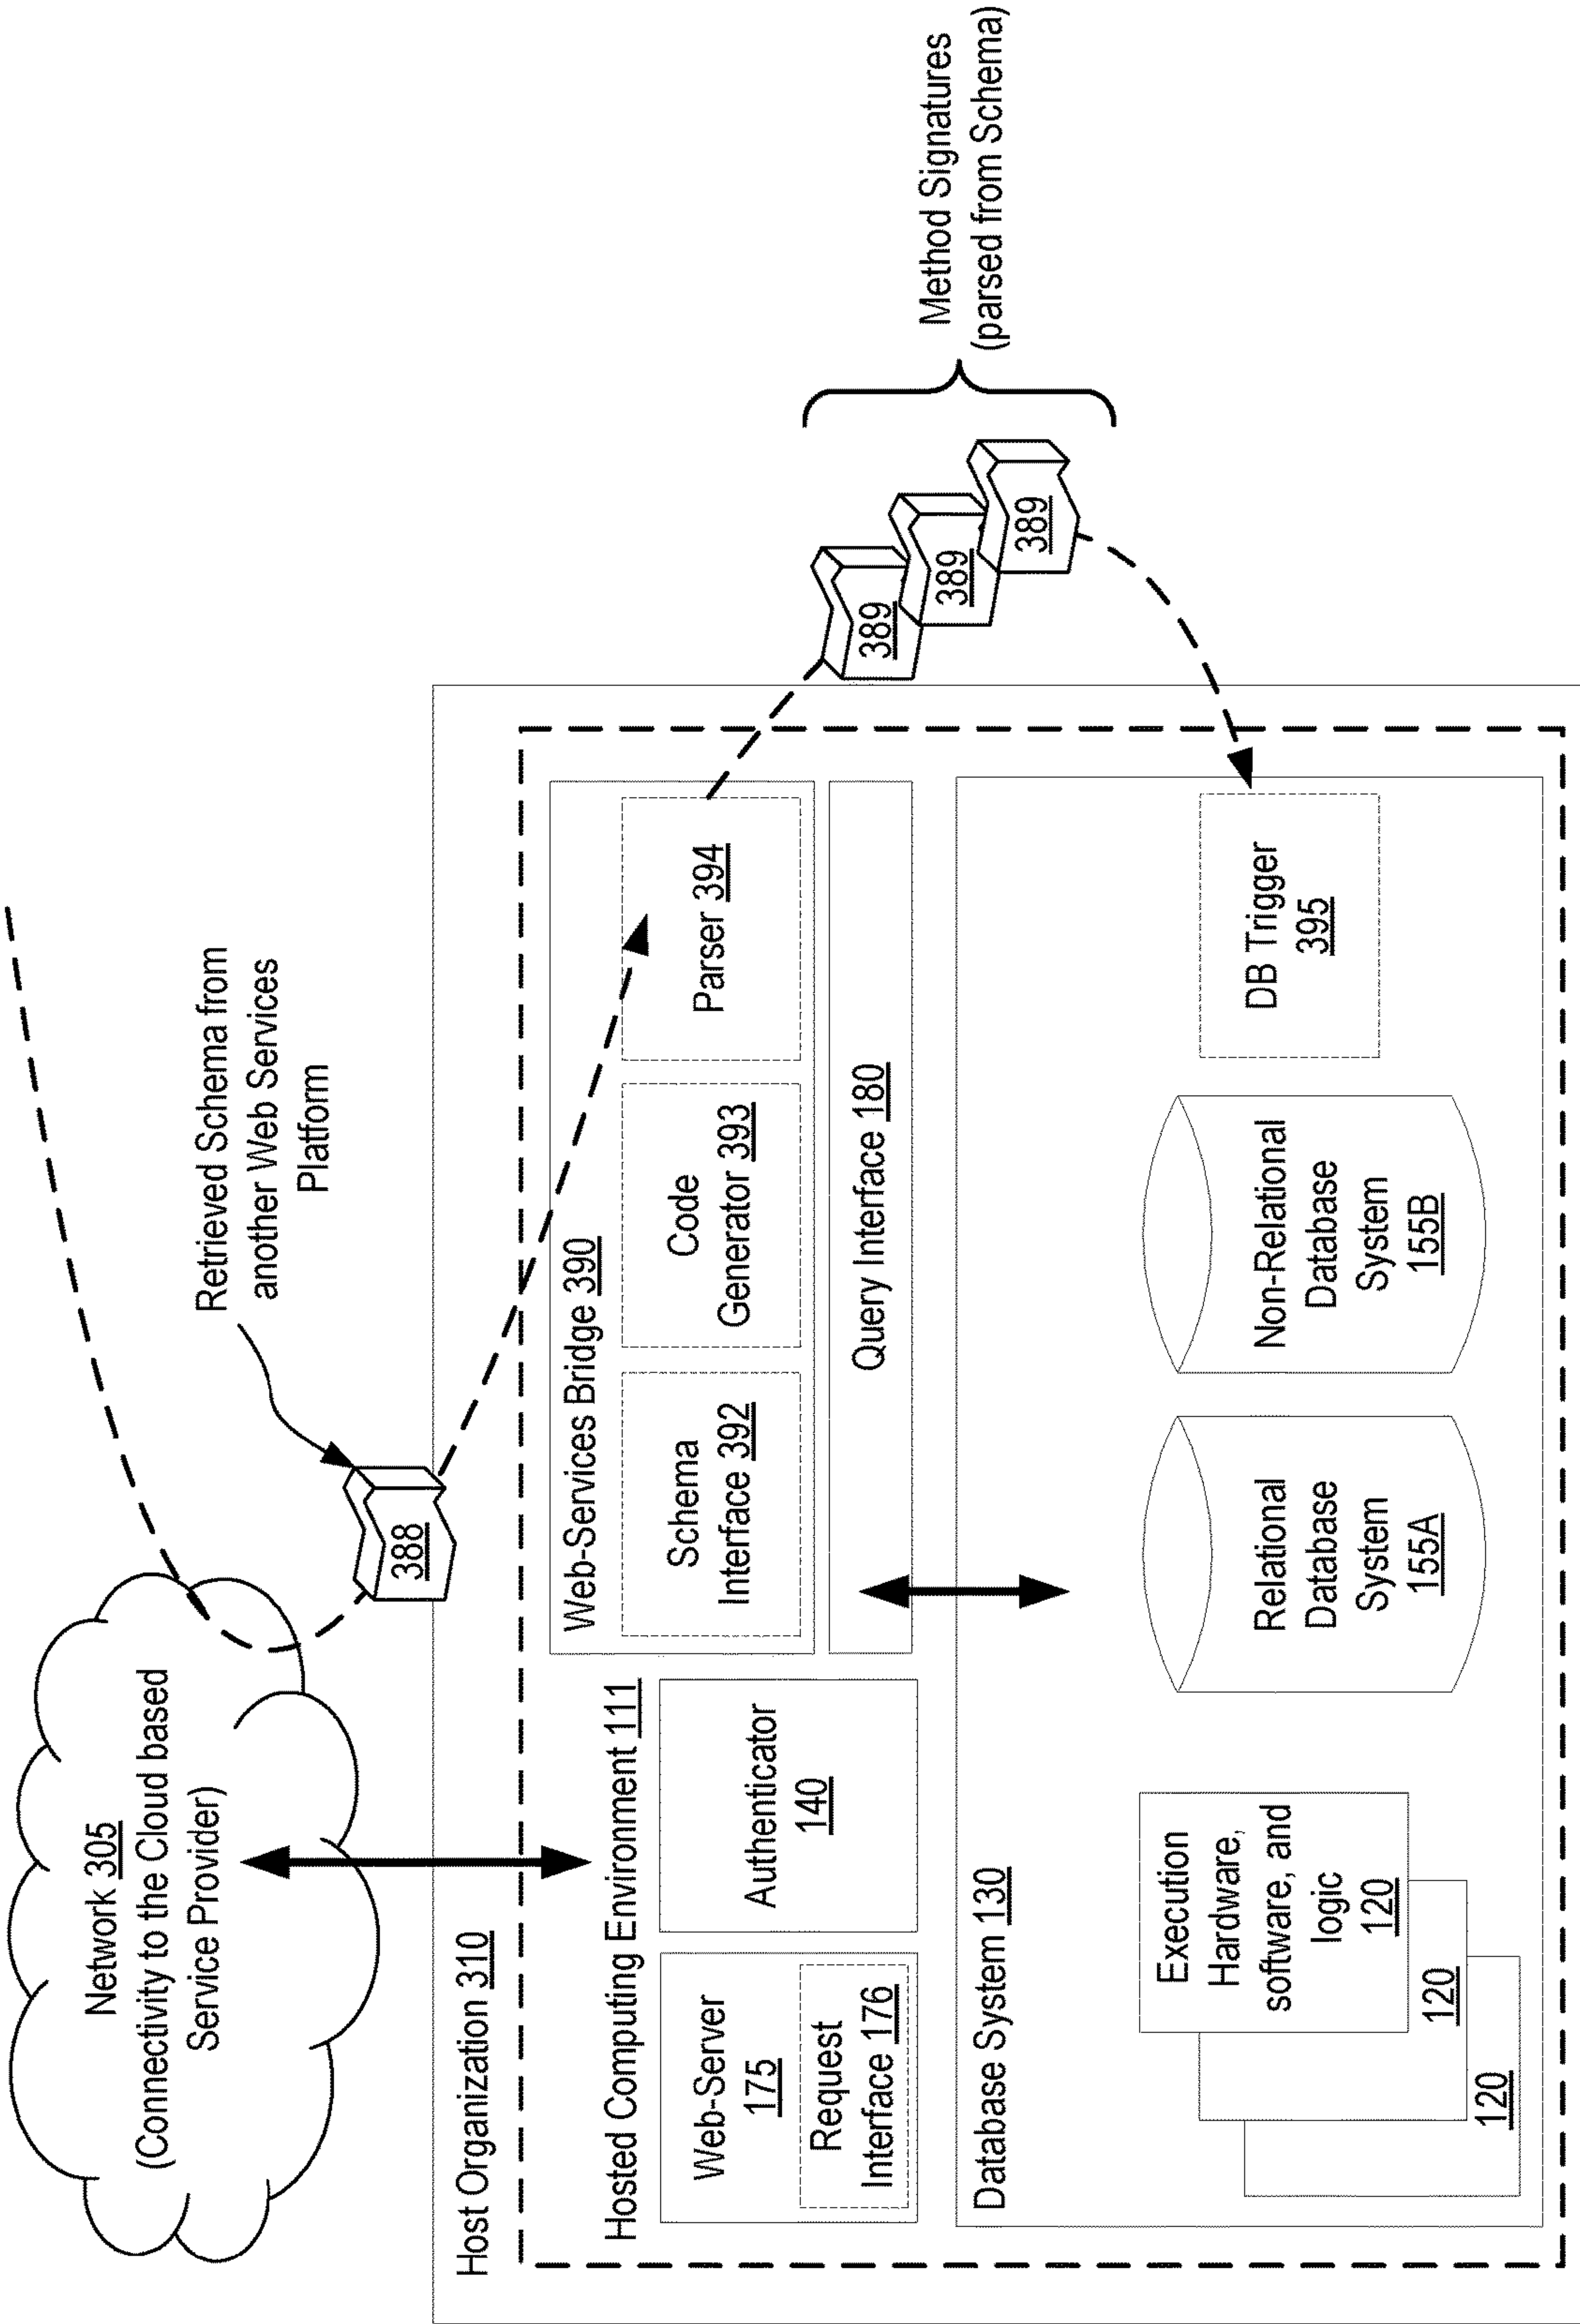 Network 305
(Connectivity to the Cloud based
Service Provider)
Retrieved Schema from
another Web Services
Platform
388
Host Organization 310
Hosted Computing Environment 111
Web-Server
175
Request
Interface 176
Authenticator
140
Web-Services Bridge 390
Schema
Interface 392
Code
Generator 393
Parser 394
Query Interface 180
389
389
389
Method Signatures
(parsed from Schema)
Database System 130
Execution
Hardware,
software, and
logic
120
120
120
Relational
Database
System
155A
Non-Relational
Database
System
155B
DB Trigger
395